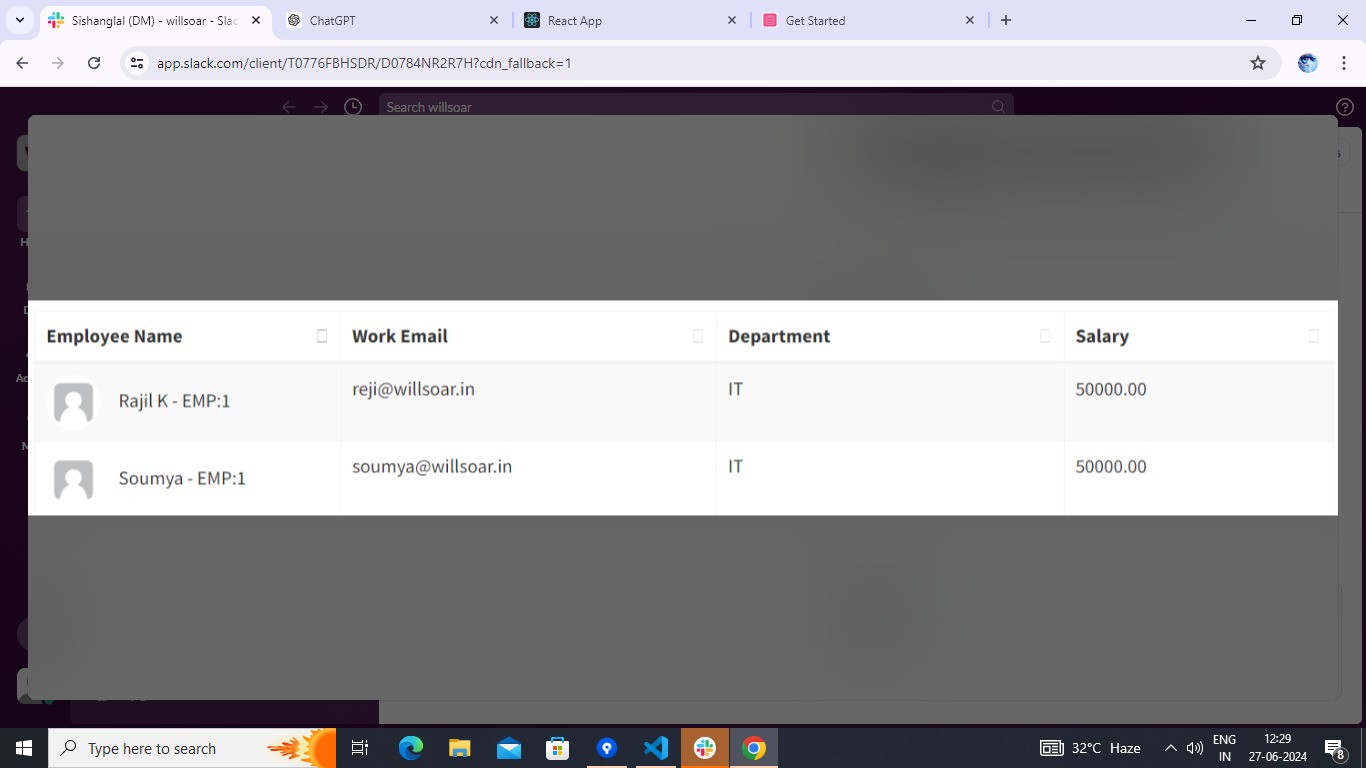 Sishanglal (DM) - willsoar - Slac
ChatGPT
React App
Get Started
app.slack.com/client/T0776FBHSDR/D0784NR2R7H?cdn_fallback=1
Search willsoar
Employee Name Work Email Department Salary
Rajil K - EMP:1 reji@willsoar.in IT 50000.00
Soumya - EMP:1 soumya@willsoar.in IT 50000.00
Type here to search
32°C Haze
ENG
IN
12:29
27-06-2024
8